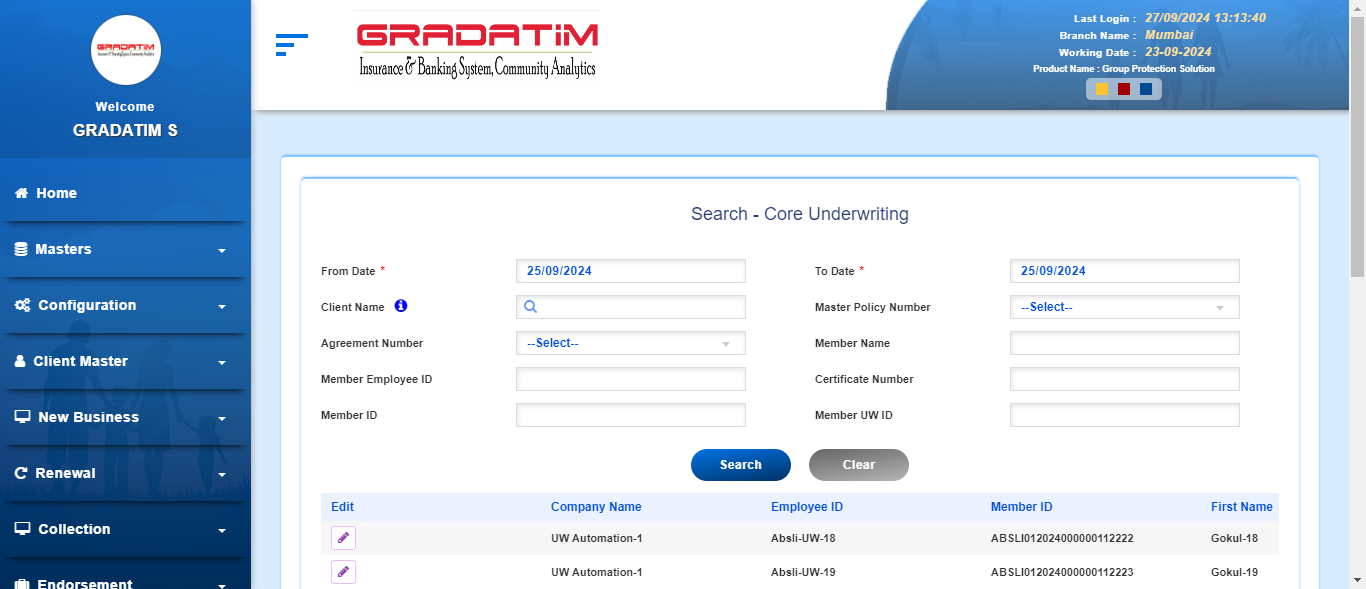 GRADATIM
Insurance & Banking System, Community Analytics
Welcome
GRADATIM S
Home
Masters
Configuration
Client Master
New Business
Renewal
Collection
Endorsement
GRADATIM
Insurance & Banking System, Community Analytics
Last Login : 27/09/2024 13:13:40
Branch Name : Mumbai
Working Date : 23-09-2024
Product Name : Group Protection Solution
Search - Core Underwriting
From Date * 25/09/2024 To Date * 25/09/2024
Client Name Master Policy Number --Select--
Agreement Number --Select-- Member Name
Member Employee ID Certificate Number
Member ID Member UW ID
Search Clear
Edit Company Name Employee ID Member ID First Name
UW Automation-1 Absli-UW-18 ABSLI012024000000112222 Gokul-18
UW Automation-1 Absli-UW-19 ABSLI012024000000112223 Gokul-19